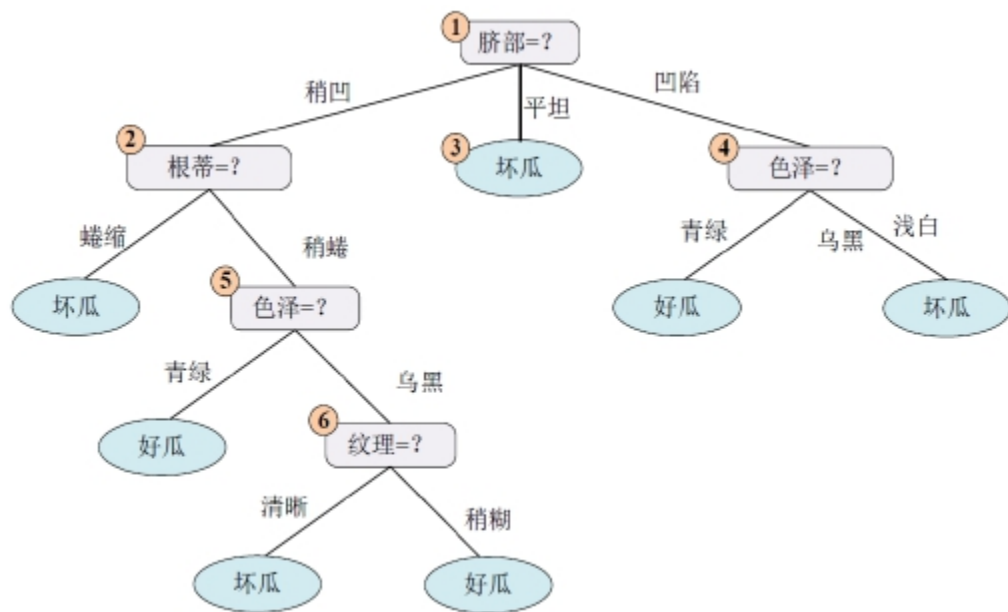 1
脐部=?
稍凹
平坦
凹陷
2
根蒂=?
3
坏瓜
4
色泽=?
蜷缩
稍蜷
青绿
乌黑
浅白
坏瓜
5
色泽=?
好瓜
坏瓜
青绿
乌黑
好瓜
6
纹理=?
清晰
稍糊
坏瓜
好瓜